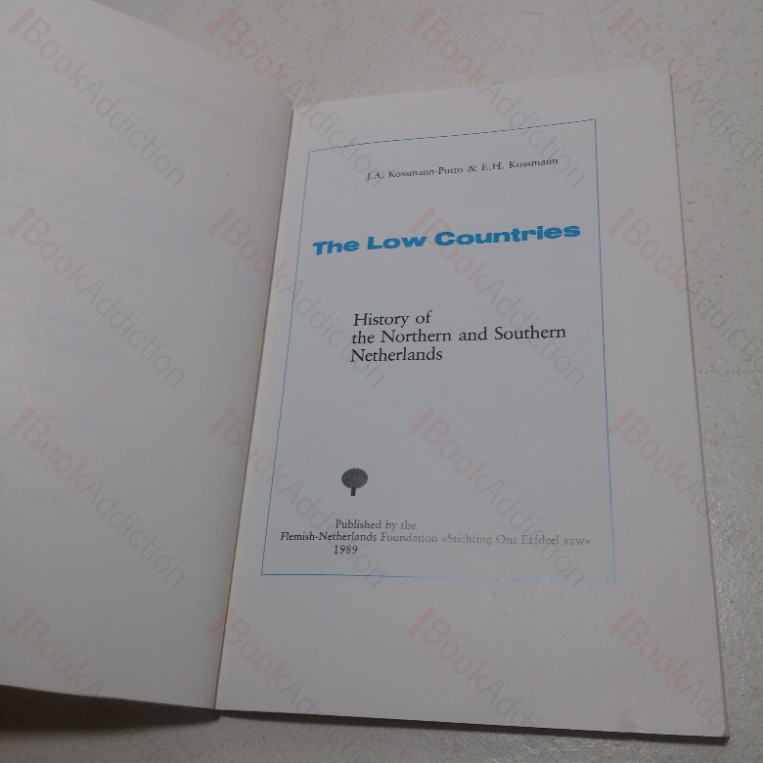 J.A. Kossmann-Putto & E.H. Kossmann
The Low Countries
History of
the Northern and Southern
Netherlands
Published by the
Flemish-Netherlands Foundation «Stichting Ons Erfdeel vzw»
1989
BookAddiction